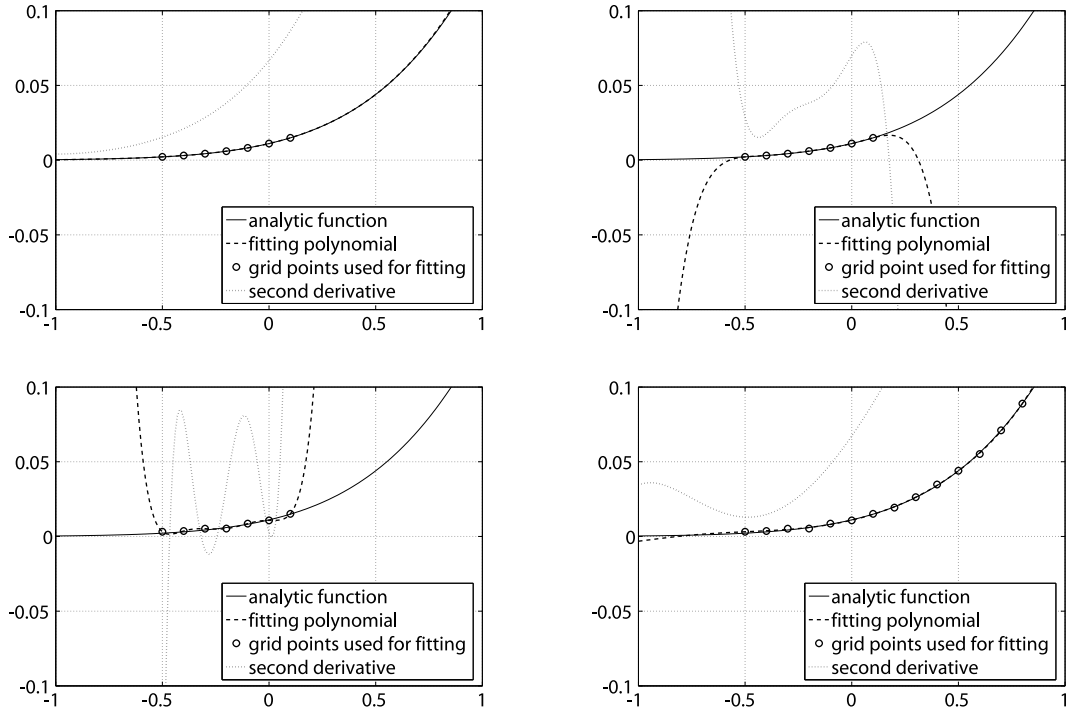 0.1
0.05
0
-0.05
-0.1
-1
-0.5
0
0.5
1
analytic function
fitting polynomial
grid points used for fitting
second derivative
0.1
0.05
0
-0.05
-0.1
-1
-0.5
0
0.5
1
analytic function
fitting polynomial
grid point used for fitting
second derivative
0.1
0.05
0
-0.05
-0.1
-1
-0.5
0
0.5
1
analytic function
fitting polynomial
grid points used for fitting
second derivative
0.1
0.05
0
-0.05
-0.1
-1
-0.5
0
0.5
1
analytic function
fitting polynomial
grid points used for fitting
second derivative